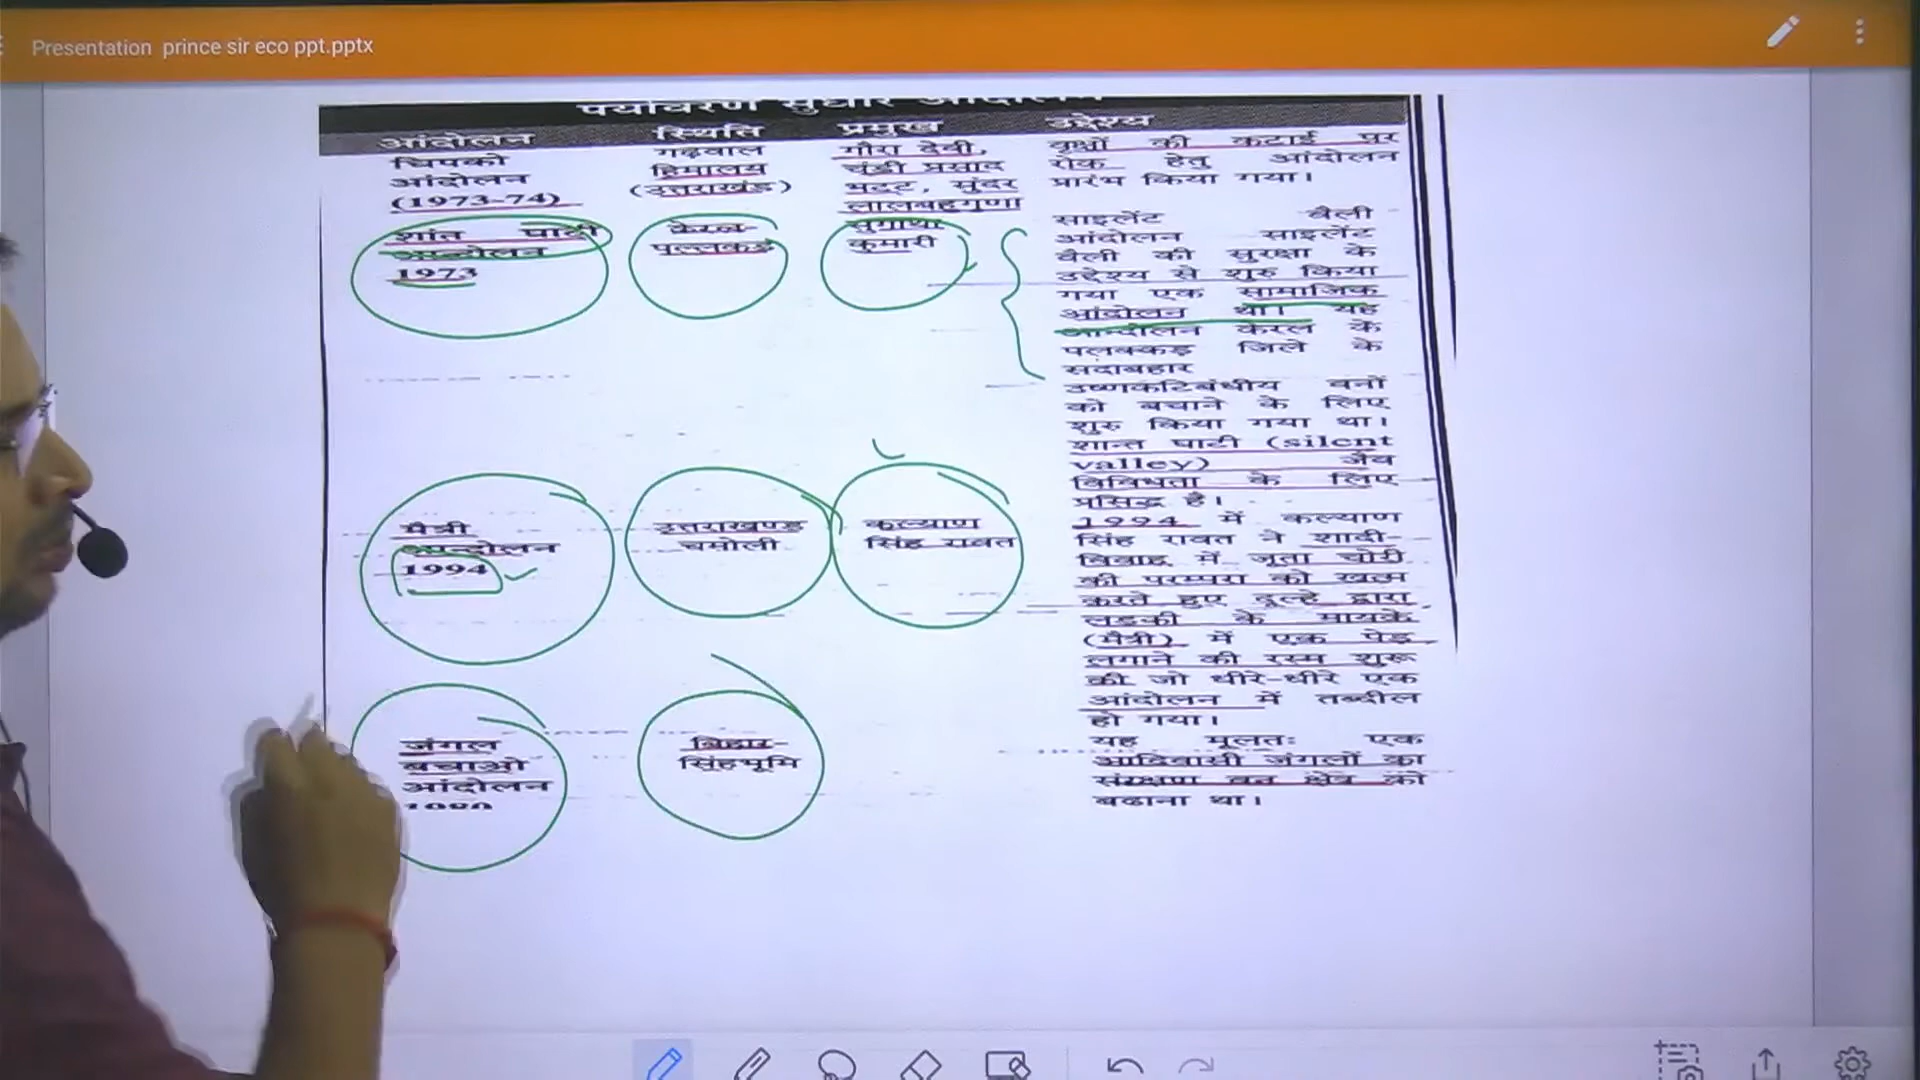 Presentation prince sir eco ppt.pptx
पर्यावरण सुधार आंदोलन
आंदोलन स्थिति प्रमुख उद्देश्य
चिपको
आंदोलन
(1973-74)
गढ़वाल
हिमालय
(उत्तराखंड)
गौरा देवी,
चंडी प्रसाद
भट्ट, सुंदर
लालबहुगुणा
वृक्षों की कटाई पर
रोक हेतु आंदोलन
प्रारंभ किया गया।
शांत घाटी
आन्दोलन
1973
केरल-
पल्लकड़
सुगाथा
कुमारी
साइलेंट वैली
आंदोलन साइलेंट
वैली की सुरक्षा के
उद्देश्य से शुरु किया
गया एक सामाजिक
आंदोलन था। यह
आन्दोलन केरल के
पलक्कड़ जिले के
सदाबहार
उष्णकटिबंधीय वनों
को बचाने के लिए
शुरु किया गया था।
शान्त घाटी (silent
valley) जैव
विविधता के लिए
प्रसिद्ध है।
मैत्री
आन्दोलन
1994
उत्तराखण्ड
चमोली
कल्याण
सिंह रावत
1994 में कल्याण
सिंह रावत ने शादी-
विवाह में जूता चोरी
की परम्परा को खत्म
करते हुए दूल्हे द्वारा
लडकी के मायके
(मैत्री) में एक पेड़
लगाने की रस्म शुरू
की जो धीरे-धीरे एक
आंदोलन में तब्दील
हो गया।
जंगल
बचाओ
आंदोलन
बिहार-
सिंहभूमि
यह मूलतः एक
आदिवासी जंगलों का
संरक्षण वन क्षेत्र को
बढाना था।